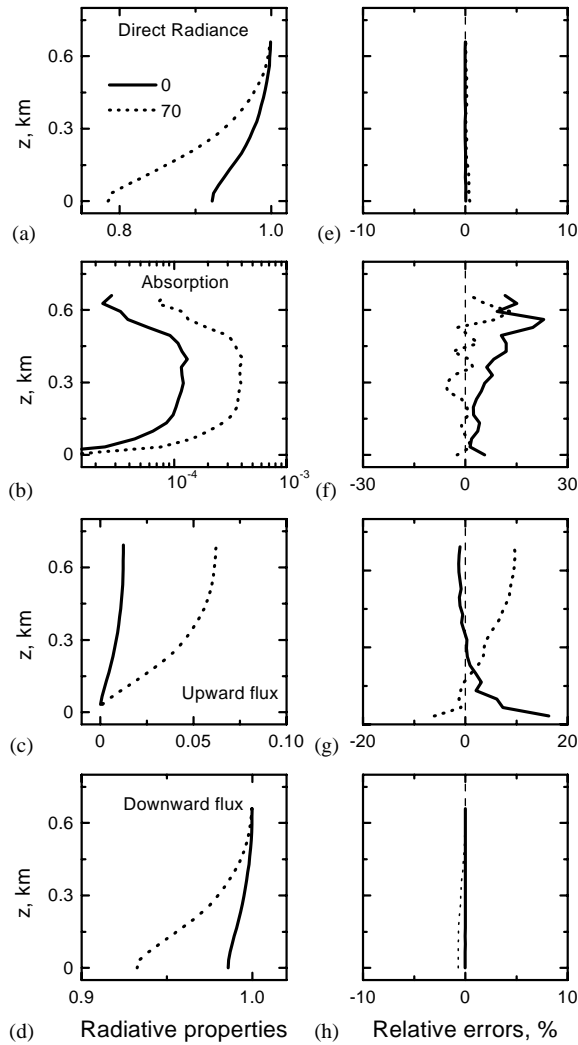 Direct Radiance
0
70
z, km
0.6
0.3
0
0.8
1.0
-10
0
10
(a)
(e)
Absorption
z, km
0.6
0.3
0
10^-4
10^-3
-30
0
30
(b)
(f)
z, km
0.6
0.3
0
Upward flux
0
0.05
0.10
-20
0
20
(c)
(g)
Downward flux
z, km
0.6
0.3
0
0.9
1.0
-10
0
10
(d)
Radiative properties
(h)
Relative errors, %